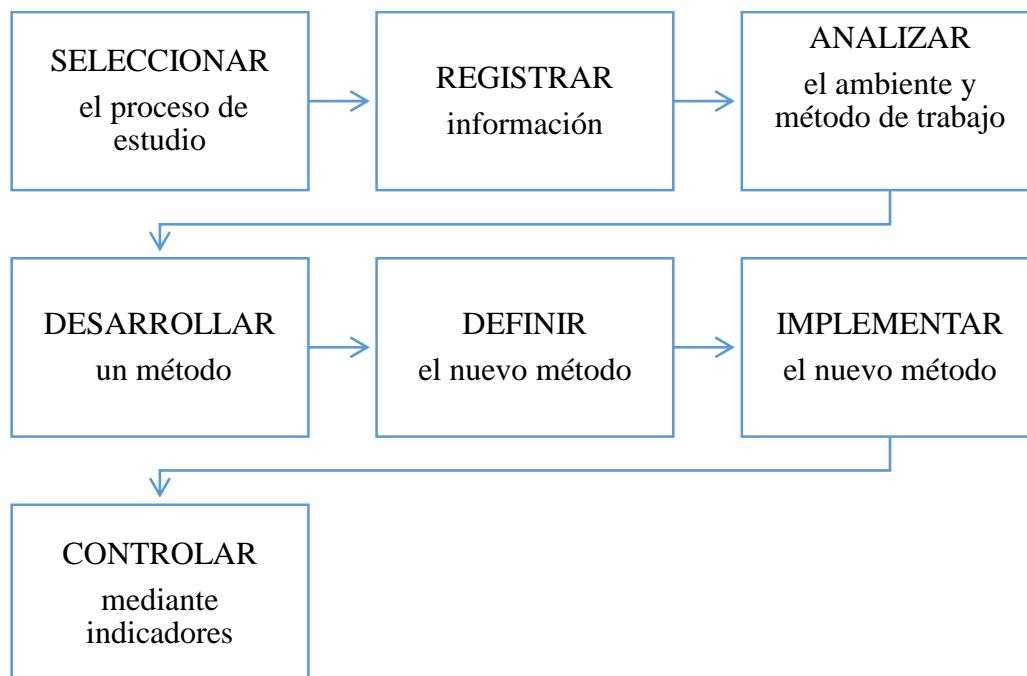 SELECCIONAR
el proceso de
estudio
REGISTRAR
información
ANALIZAR
el ambiente y
método de trabajo
DESARROLLAR
un método
DEFINIR
el nuevo método
IMPLEMENTAR
el nuevo método
CONTROLAR
mediante
indicadores